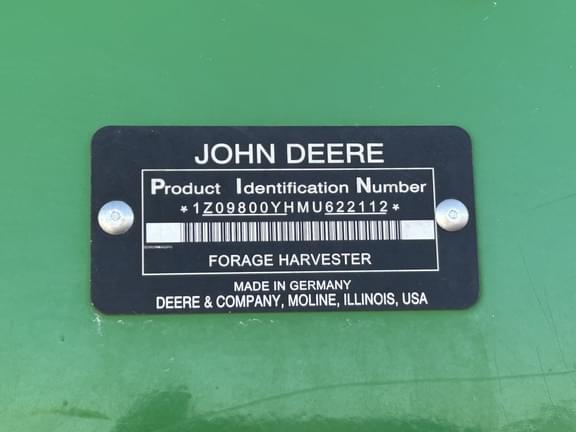 JOHN DEERE
Product Identification Number
*1Z09800YHMU622112*
FORAGE HARVESTER
MADE IN GERMANY
DEERE & COMPANY, MOLINE, ILLINOIS, USA